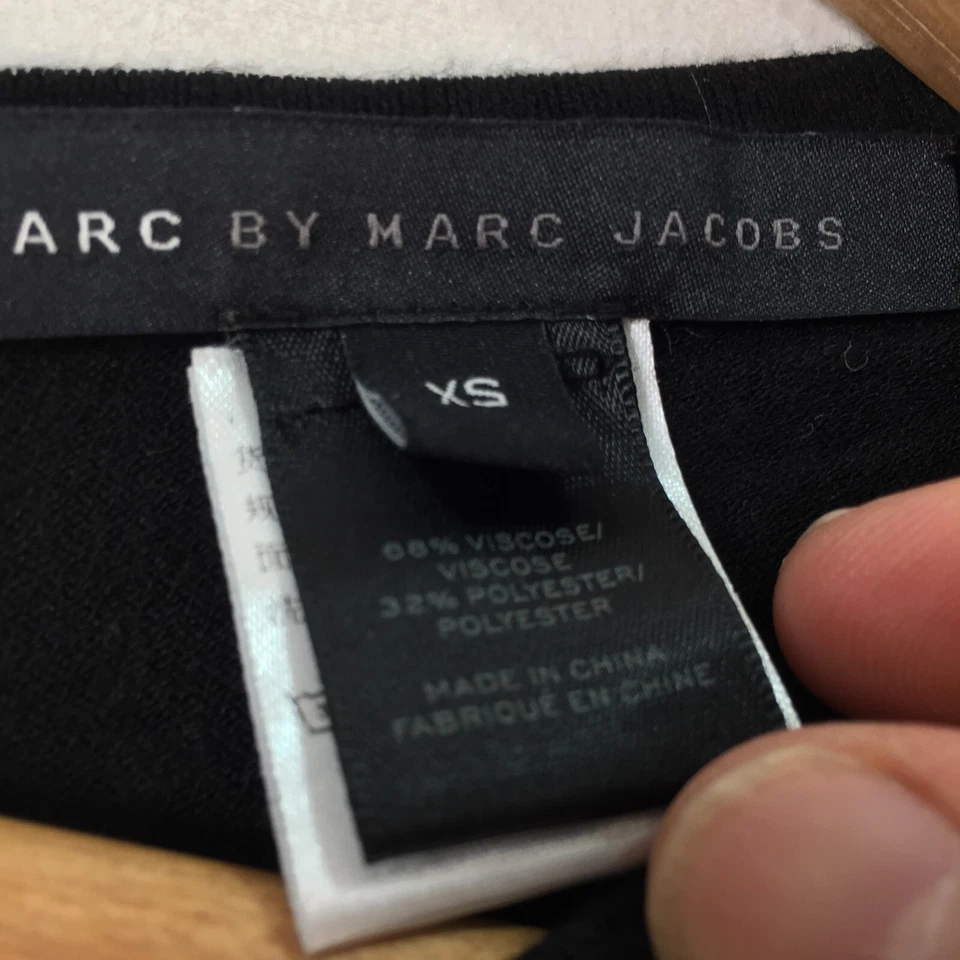 ARC BY MARC JACOBS
XS
68% VISCOSE/
VISCOSE
32% POLYESTER/
POLYESTER
MADE IN CHINA
FABRIQUÉ EN CHINE